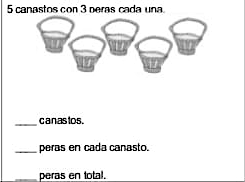 5 canastos con 3 peras cada una.
____ canastos.
____ peras en cada canasto.
____ peras en total.